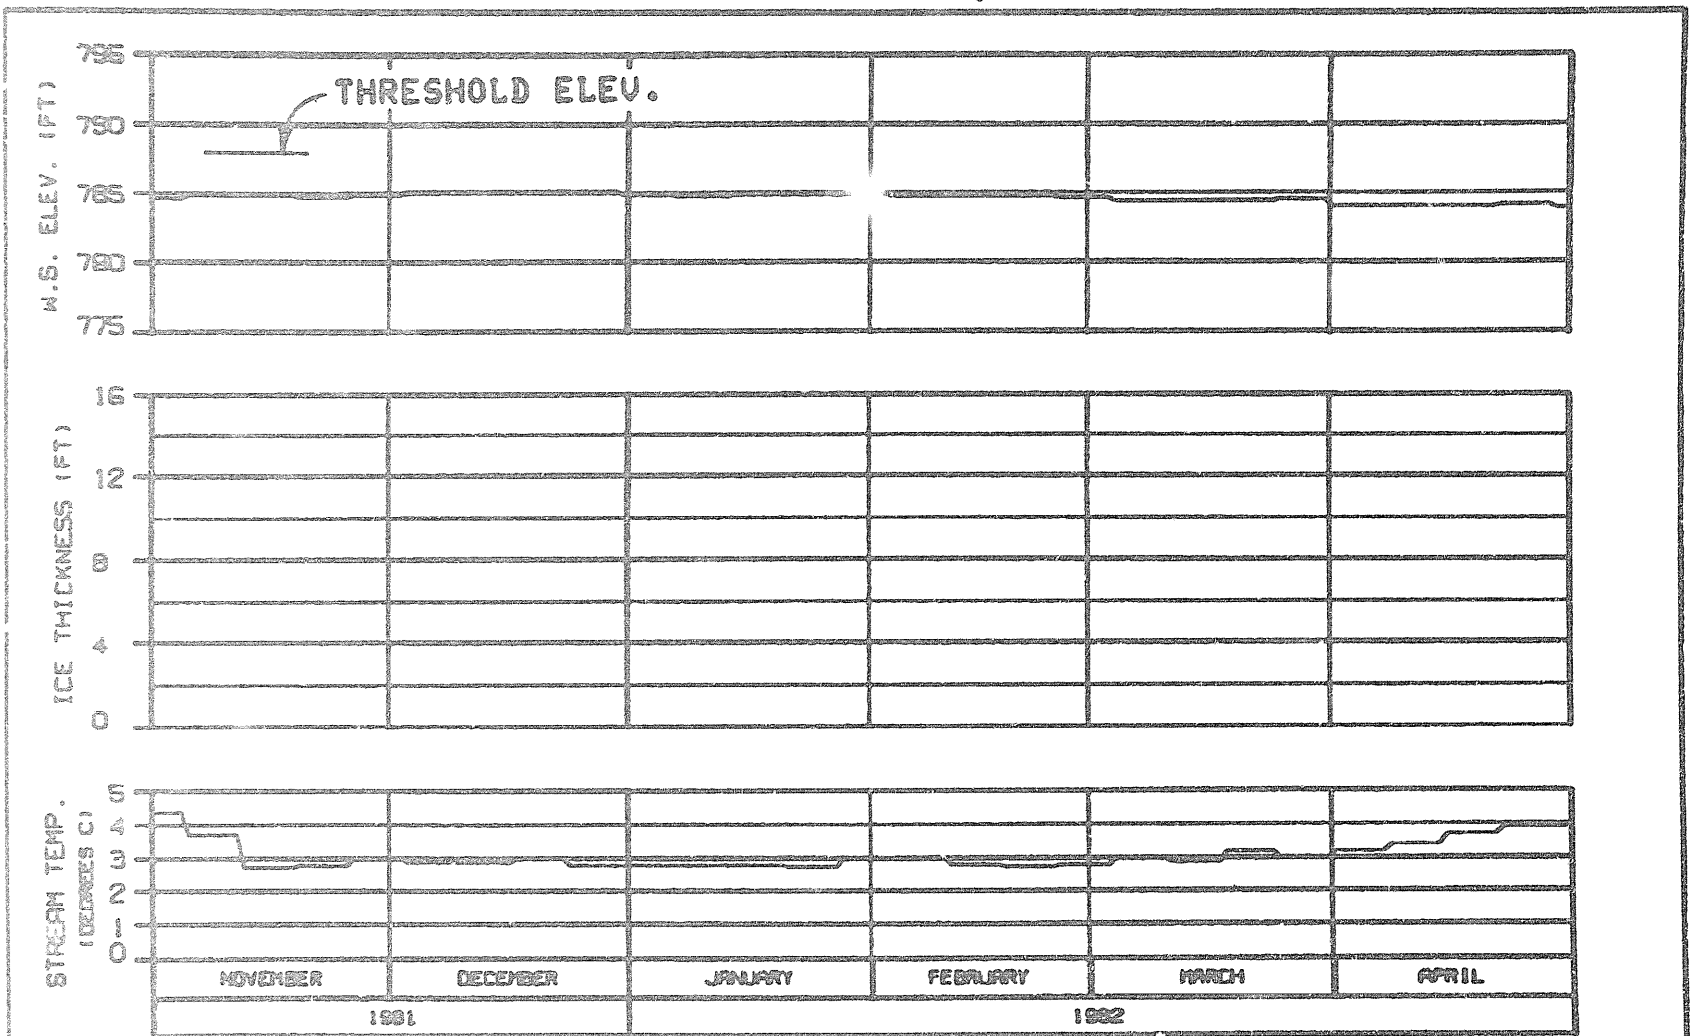 W.S. ELEV. (FT)
795
790
785
780
775
THRESHOLD ELEV.
ICE THICKNESS (FT)
16
12
8
4
0
STREAM TEMP.
(DEGREES C)
5
4
3
2
1
0
NOVEMBER
DECEMBER
JANUARY
FEBRUARY
MARCH
APRIL
1981
1982